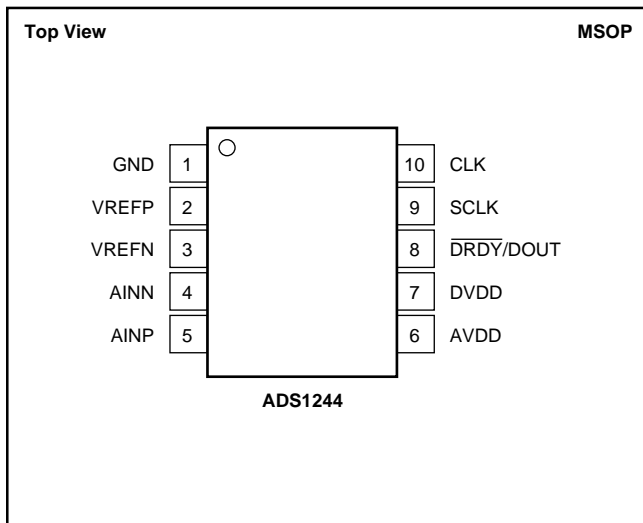 Top View MSOP
GND 1 10 CLK
VREFP 2 9 SCLK
VREFN 3 8 DRDY/DOUT
AINN 4 7 DVDD
AINP 5 6 AVDD
ADS1244